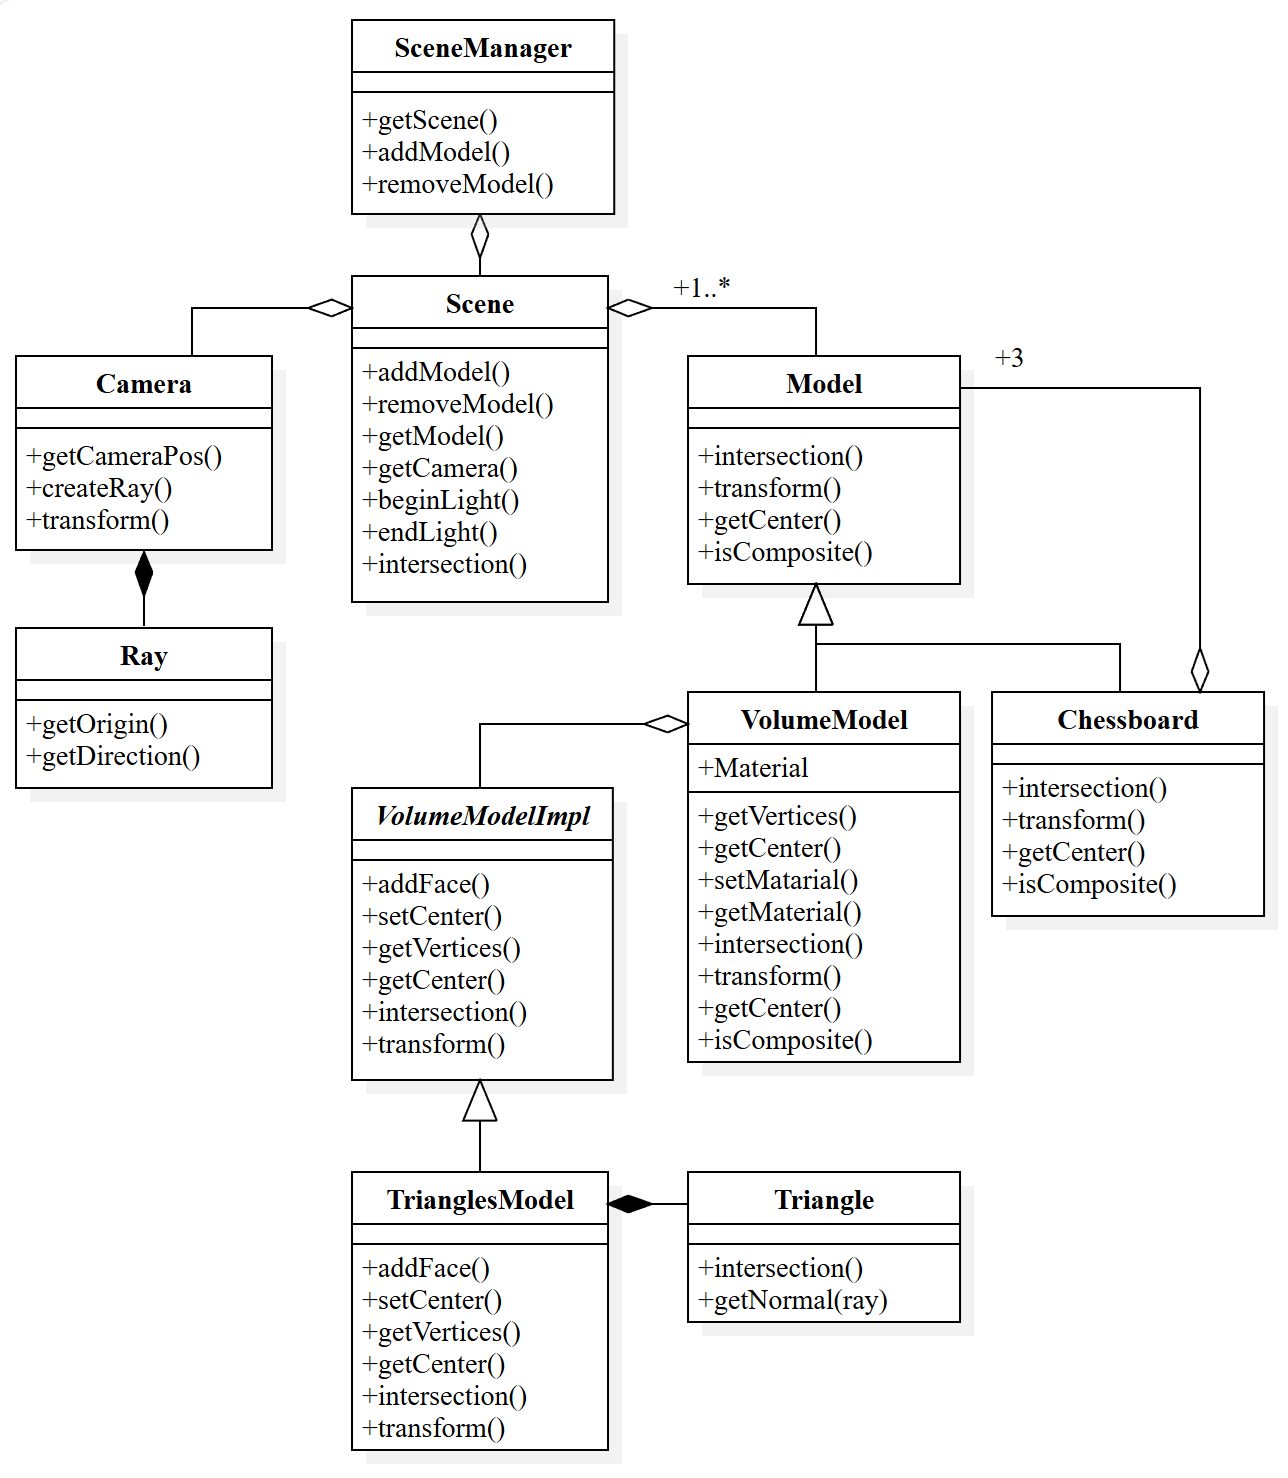 SceneManager
+getScene()
+addModel()
+removeModel()
Scene
+addModel()
+removeModel()
+getModel()
+getCamera()
+beginLight()
+endLight()
+intersection()
+1..*
Camera
+getCameraPos()
+createRay()
+transform()
Ray
+getOrigin()
+getDirection()
Model
+intersection()
+transform()
+getCenter()
+isComposite()
+3
VolumeModel
+Material
+getVertices()
+getCenter()
+setMatarial()
+getMaterial()
+intersection()
+transform()
+getCenter()
+isComposite()
Chessboard
+intersection()
+transform()
+getCenter()
+isComposite()
VolumeModelImpl
+addFace()
+setCenter()
+getVertices()
+getCenter()
+intersection()
+transform()
TrianglesModel
+addFace()
+setCenter()
+getVertices()
+getCenter()
+intersection()
+transform()
Triangle
+intersection()
+getNormal(ray)